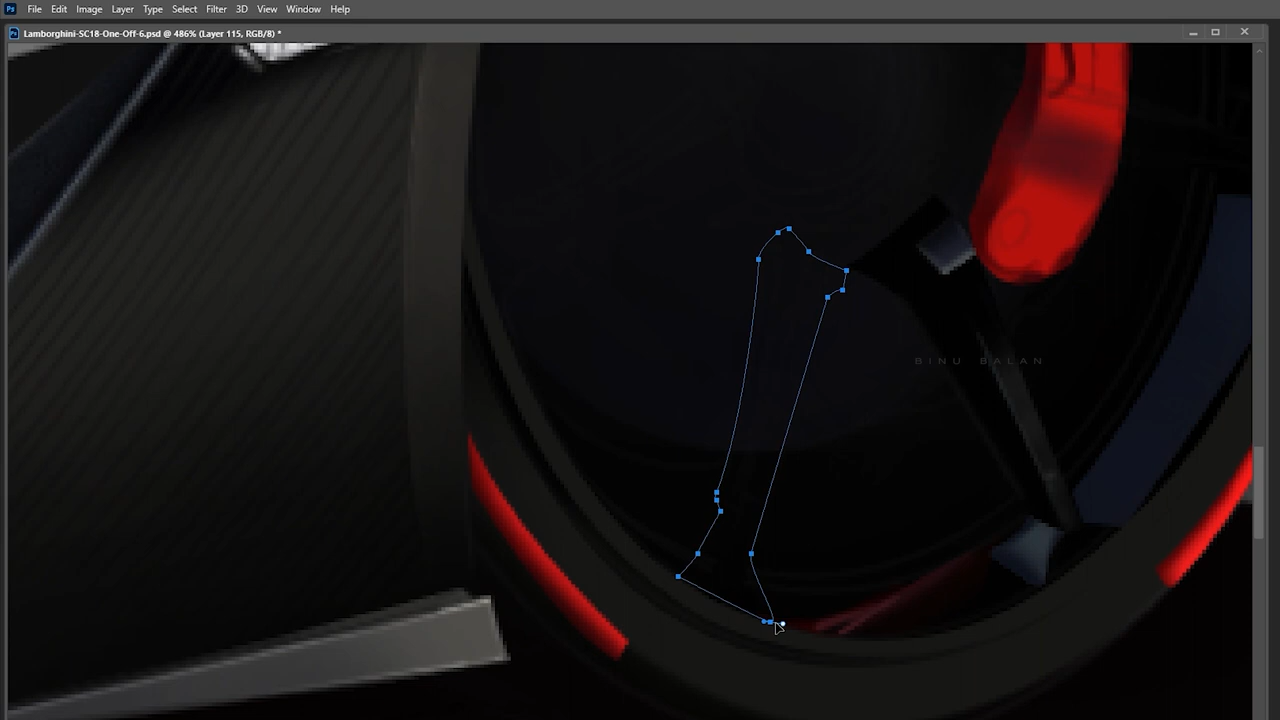 Ps File Edit Image Layer Type Select Filter 3D View Window Help
Ps Lamborghini-SC18-One-Off-6.psd @ 486% (Layer 115, RGB/8) *
BINU BALAN